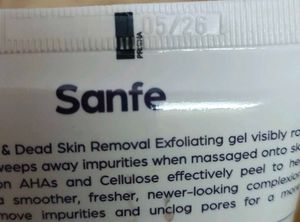 05/26
Sanfe
& Dead Skin Removal Exfoliating gel visibly
weeps away impurities when massaged onto
on AHAs and Cellulose effectively peel to
a smoother, fresher, newer-looking complexion
move impurities and unclog pores for a